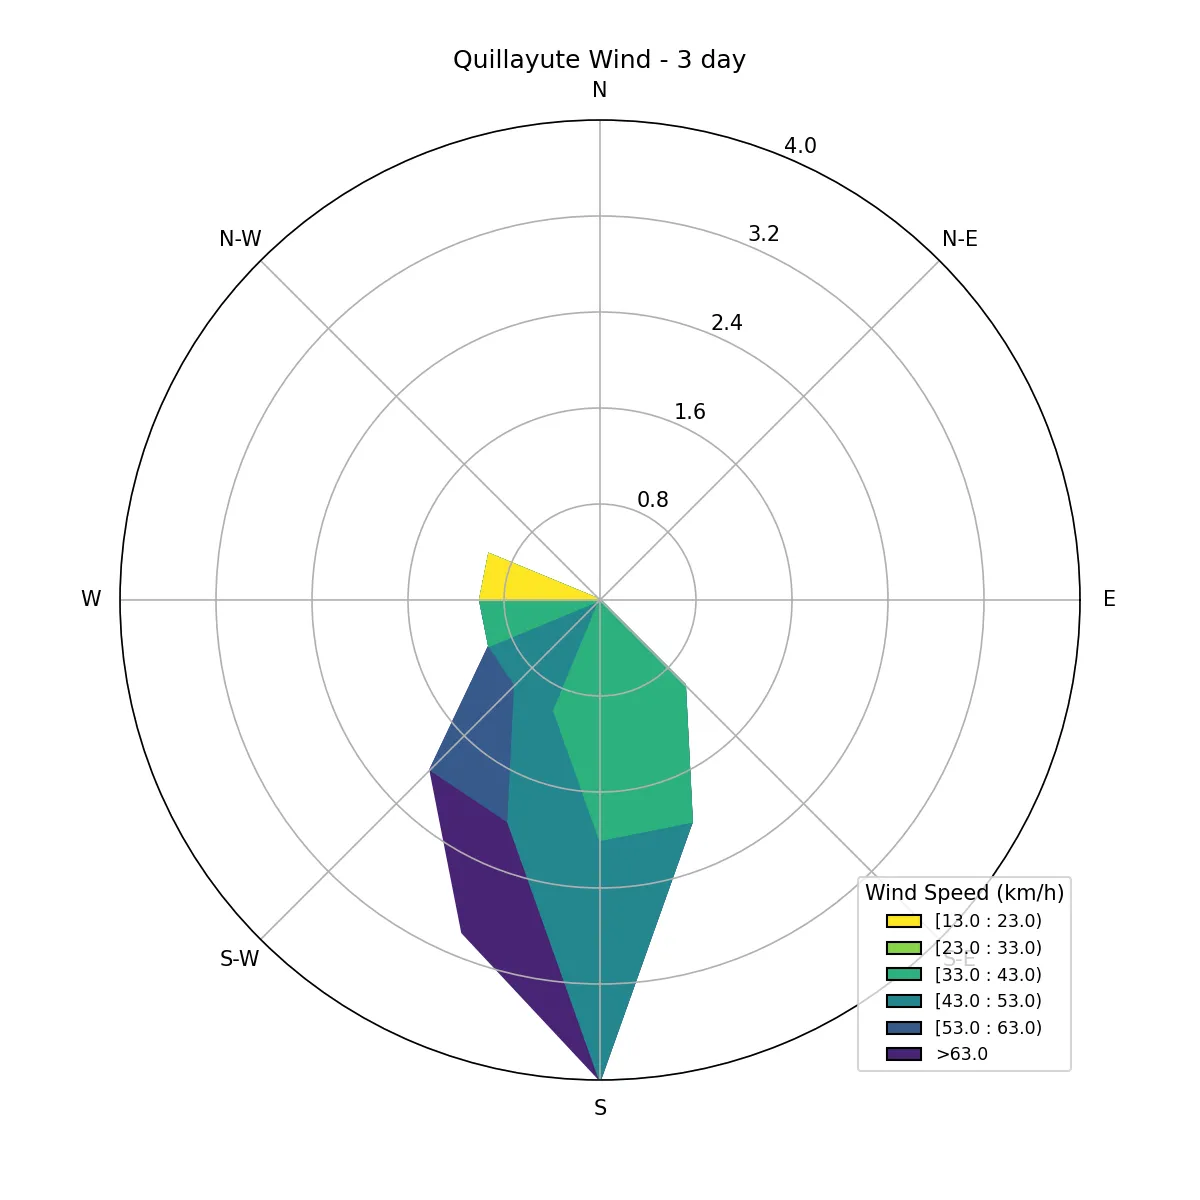 Quillayute Wind - 3 day
N
4.0
N-W
3.2
N-E
2.4
1.6
0.8
W
E
S-W
S-E
Wind Speed (km/h)
[13.0 : 23.0)
[23.0 : 33.0)
[33.0 : 43.0)
[43.0 : 53.0)
[53.0 : 63.0)
>63.0
S